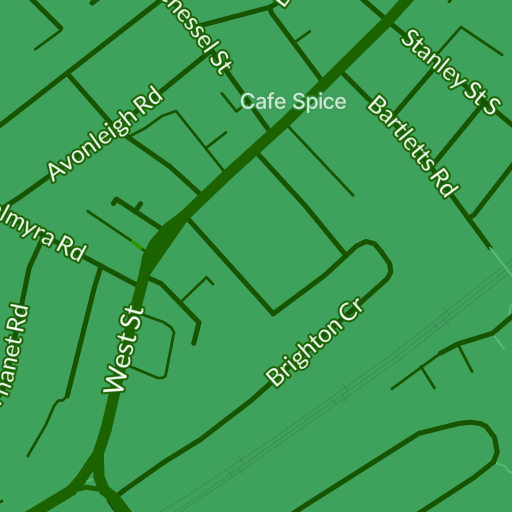 Stanley St S
Cafe Spice
Avonleigh Rd
Bartletts Rd
West St
Brighton Cr